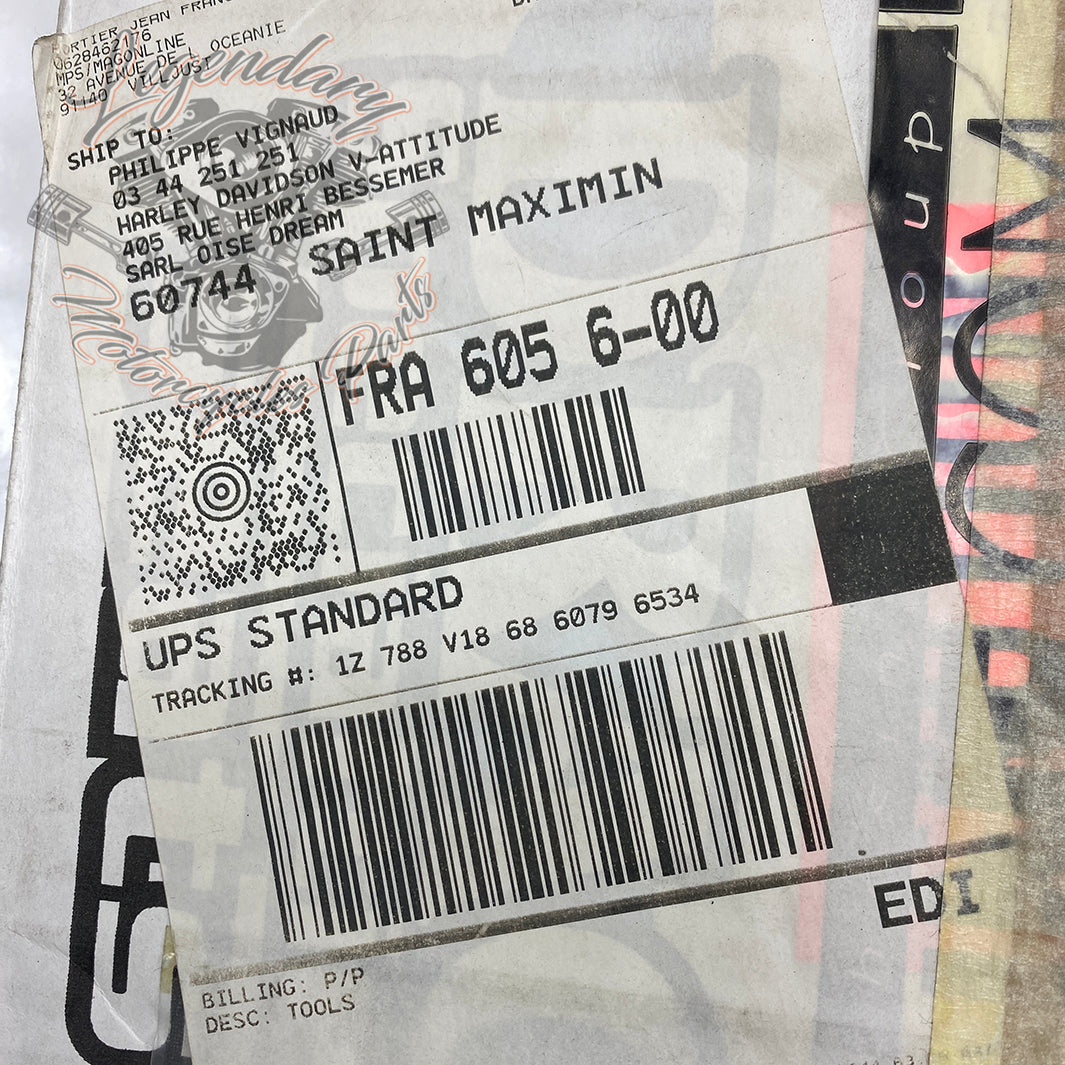 CORTIER JEAN FRANC
0628462176
MPS/MAGONLINE
32 AVENUE DE L OCEANIE
91140 VILLJUST
Legendary
Motorcycles Parts
SHIP TO:
PHILIPPE VIGNAUD
03 44 251 251
HARLEY DAVIDSON V-ATTITUDE
405 RUE HENRI BESSEMER
SARL OISE DREAM
60744 SAINT MAXIMIN
FRA 605 6-00
UPS STANDARD
TRACKING #: 1Z 788 V18 68 6079 6534
EDI
BILLING: P/P
DESC: TOOLS